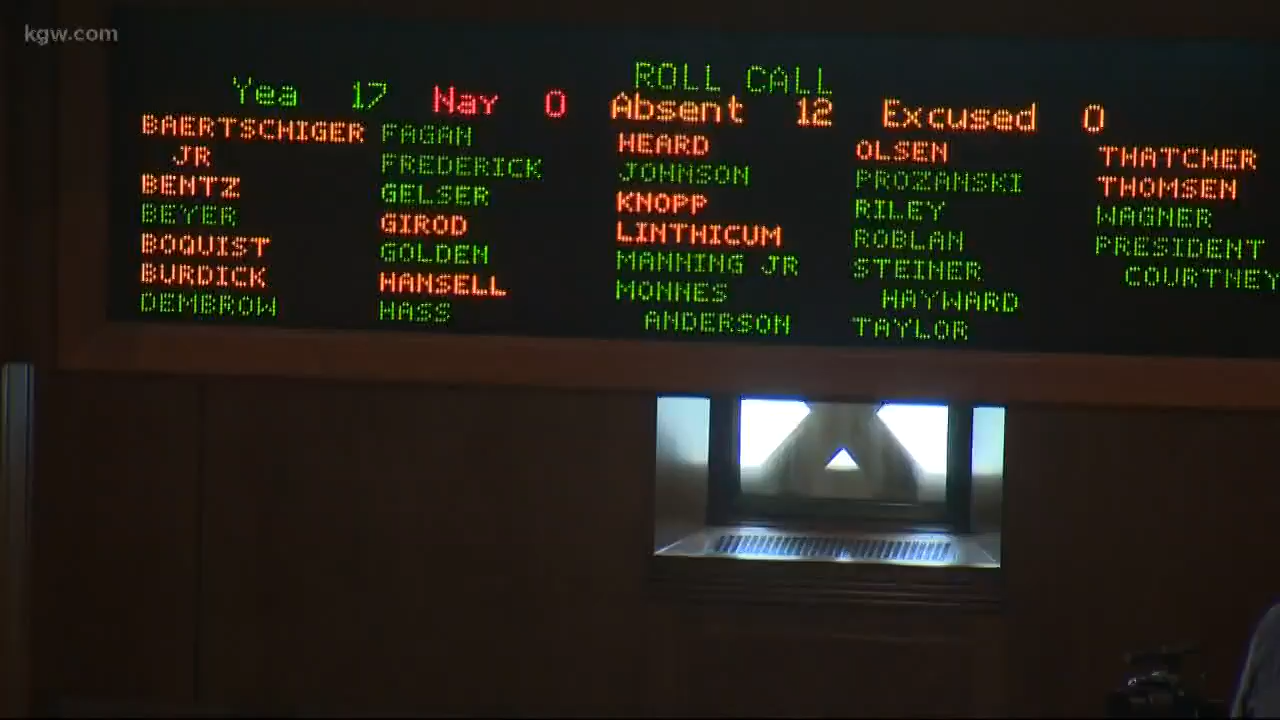 kgw.com
ROLL CALL
Yea 17 Nay 0 Absent 12 Excused 0
BAERTSCHIGER
JR
BENTZ
BEYER
BOQUIST
BURDICK
DEMBROW
FAGAN
FREDERICK
GELSER
GIROD
GOLDEN
HANSELL
HASS
HEARD
JOHNSON
KNOPP
LINTHICUM
MANNING JR
MONNES
ANDERSON
OLSEN
PROZANSKI
RILEY
ROBLAN
STEINER
HAYWARD
TAYLOR
THATCHER
THOMSEN
WAGNER
PRESIDENT
COURTNEY